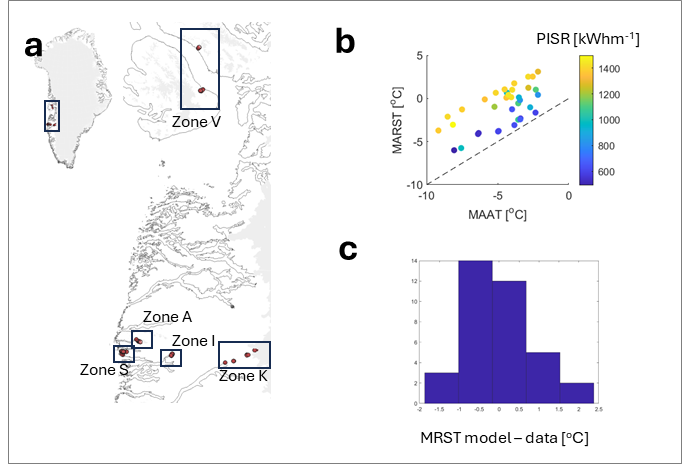 a
Zone V
Zone A
Zone I
Zone S
Zone K
b
PISR [kWhm-1]
5
0
-5
-10
MARST [°C]
-10
-5
0
MAAT [°C]
1400
1200
1000
800
600
c
14
12
10
8
6
4
2
0
-2
-1.5
-1
-0.5
0
0.5
1
1.5
2
2.5
MRST model – data [°C]